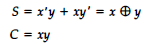 S = x'y + xy' = x ⊕ y
C = xy